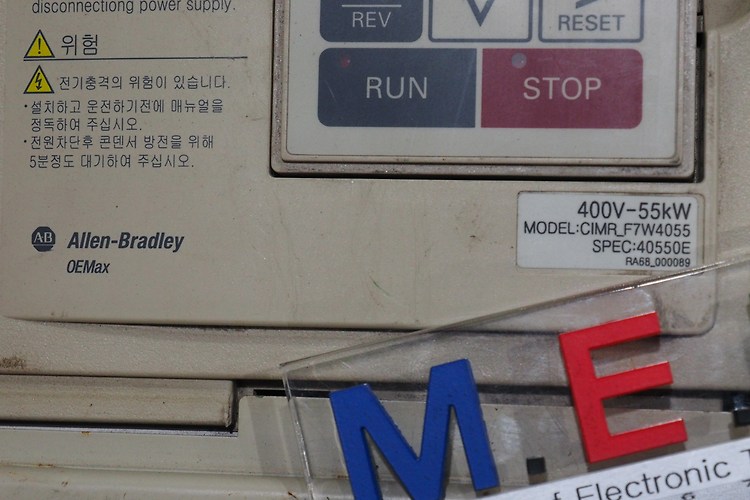 disconnectiong power supply.
위험
전기충격의 위험이 있습니다.
·설치하고 운전하기전에 매뉴얼을
정독하여 주십시오.
·전원차단후 콘덴서 방전을 위해
5분정도 대기하여 주십시오.
REV
RESET
RUN
STOP
AB Allen-Bradley
OEMax
400V-55kW
MODEL:CIMR_F7W4055
SPEC:40550E
RA68_000089
M.E
of Electronic